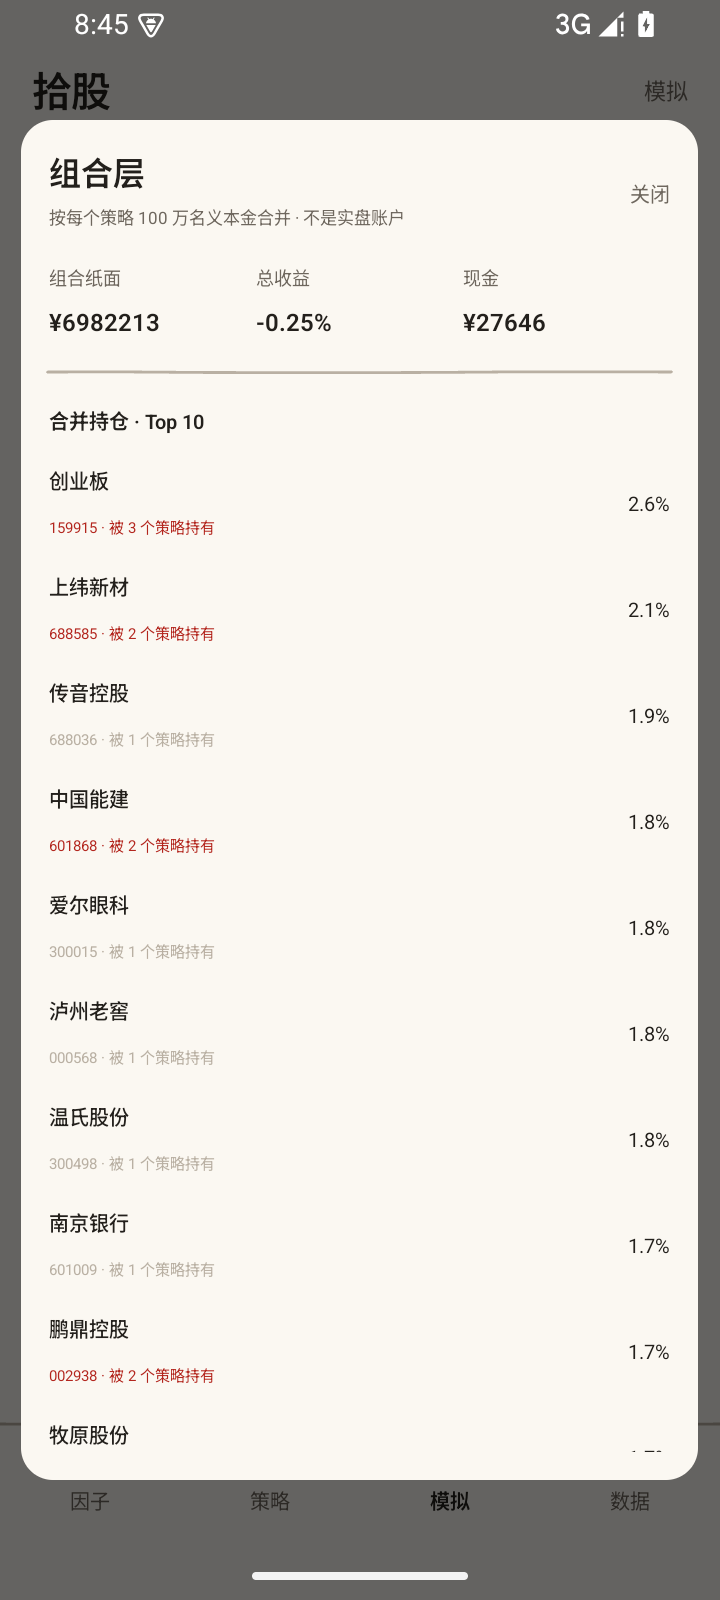 8:45
3G
拾股
模拟
组合层
关闭
按每个策略 100 万名义本金合并 · 不是实盘账户
组合纸面
总收益
现金
¥6982213
-0.25%
¥27646
合并持仓 · Top 10
创业板
2.6%
159915 · 被 3 个策略持有
上纬新材
2.1%
688585 · 被 2 个策略持有
传音控股
1.9%
688036 · 被 1 个策略持有
中国能建
1.8%
601868 · 被 2 个策略持有
爱尔眼科
1.8%
300015 · 被 1 个策略持有
泸州老窖
1.8%
000568 · 被 1 个策略持有
温氏股份
1.8%
300498 · 被 1 个策略持有
南京银行
1.7%
601009 · 被 1 个策略持有
鹏鼎控股
1.7%
002938 · 被 2 个策略持有
牧原股份
因子
策略
模拟
数据